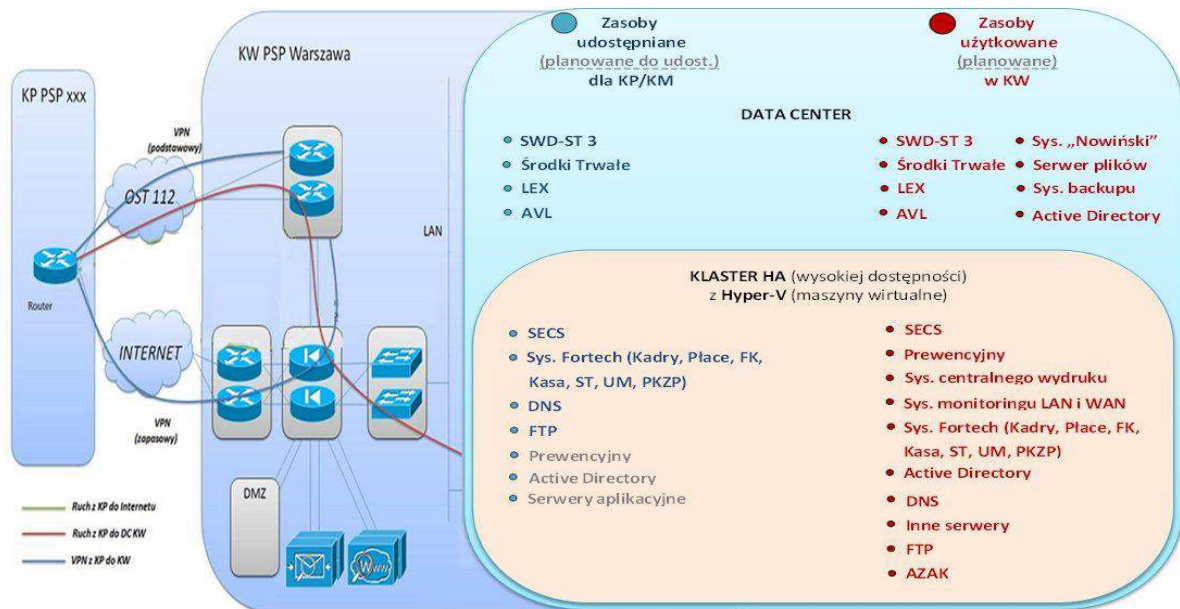 KP PSP xxx
Router
VPN
(podstawowy)
OST 112
INTERNET
VPN
(zapasowy)
Ruch z KP do Internetu
Ruch z KP do DC KW
VPN z KP do KW
KW PSP Warszawa
LAN
DMZ
Zasoby
udostępniane
(planowane do udost.)
dla KP/KM
Zasoby
użytkowane
(planowane)
w KW
DATA CENTER
SWD-ST 3
Środki Trwałe
LEX
AVL
SWD-ST 3
Środki Trwałe
LEX
AVL
Sys. „Nowiński”
Serwer plików
Sys. backupu
Active Directory
KLASTER HA (wysokiej dostępności)
z Hyper-V (maszyny wirtualne)
SECS
Sys. Fortech (Kadry, Płace, FK,
Kasa, ST, UM, PKZP)
DNS
FTP
Prewencyjny
Active Directory
Serwery aplikacyjne
SECS
Prewencyjny
Sys. centralnego wydruku
Sys. monitoringu LAN i WAN
Sys. Fortech (Kadry, Płace, FK,
Kasa, ST, UM, PKZP)
Active Directory
DNS
Inne serwery
FTP
AZAK